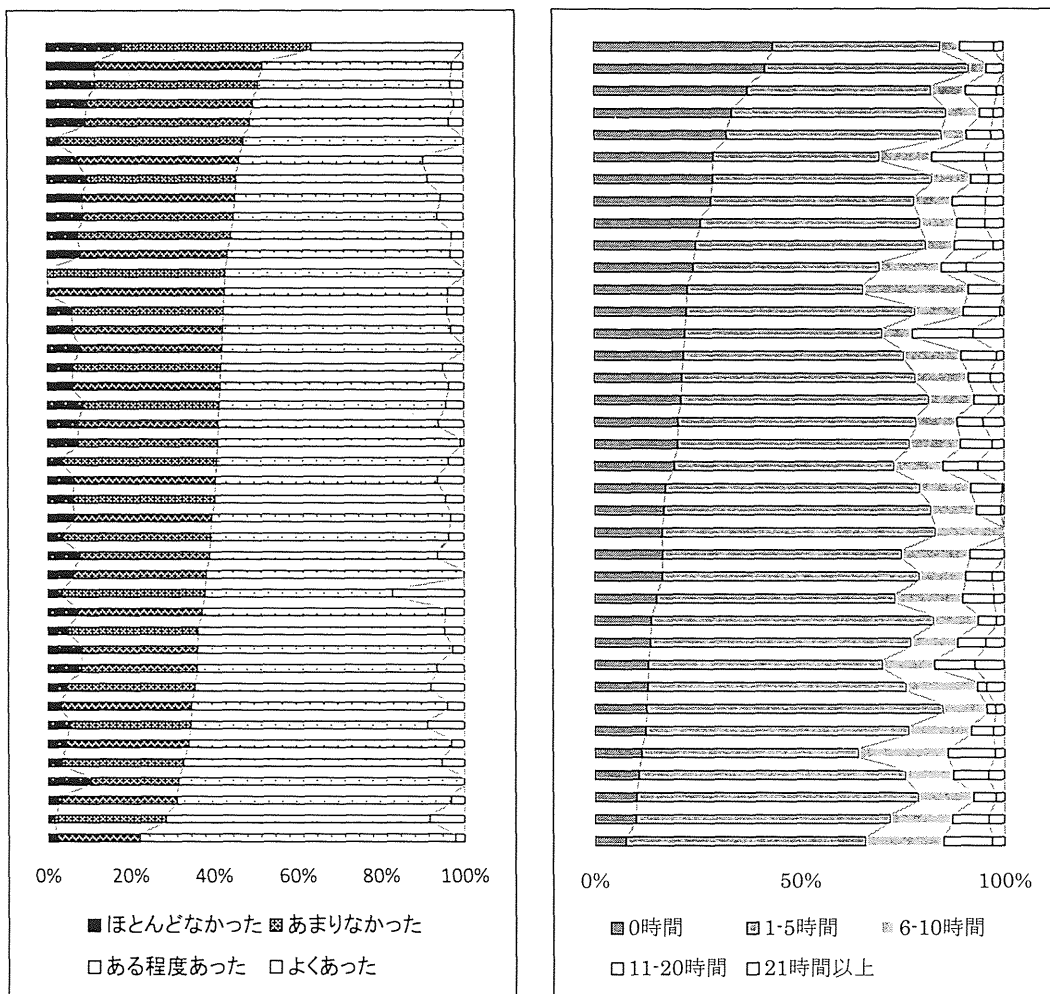 0% 20% 40% 60% 80% 100%
■ほとんどなかった ▩あまりなかった
□ある程度あった □よくあった
0% 50% 100%
■0時間 ▩1-5時間 ▩6-10時間
□11-20時間 □21時間以上